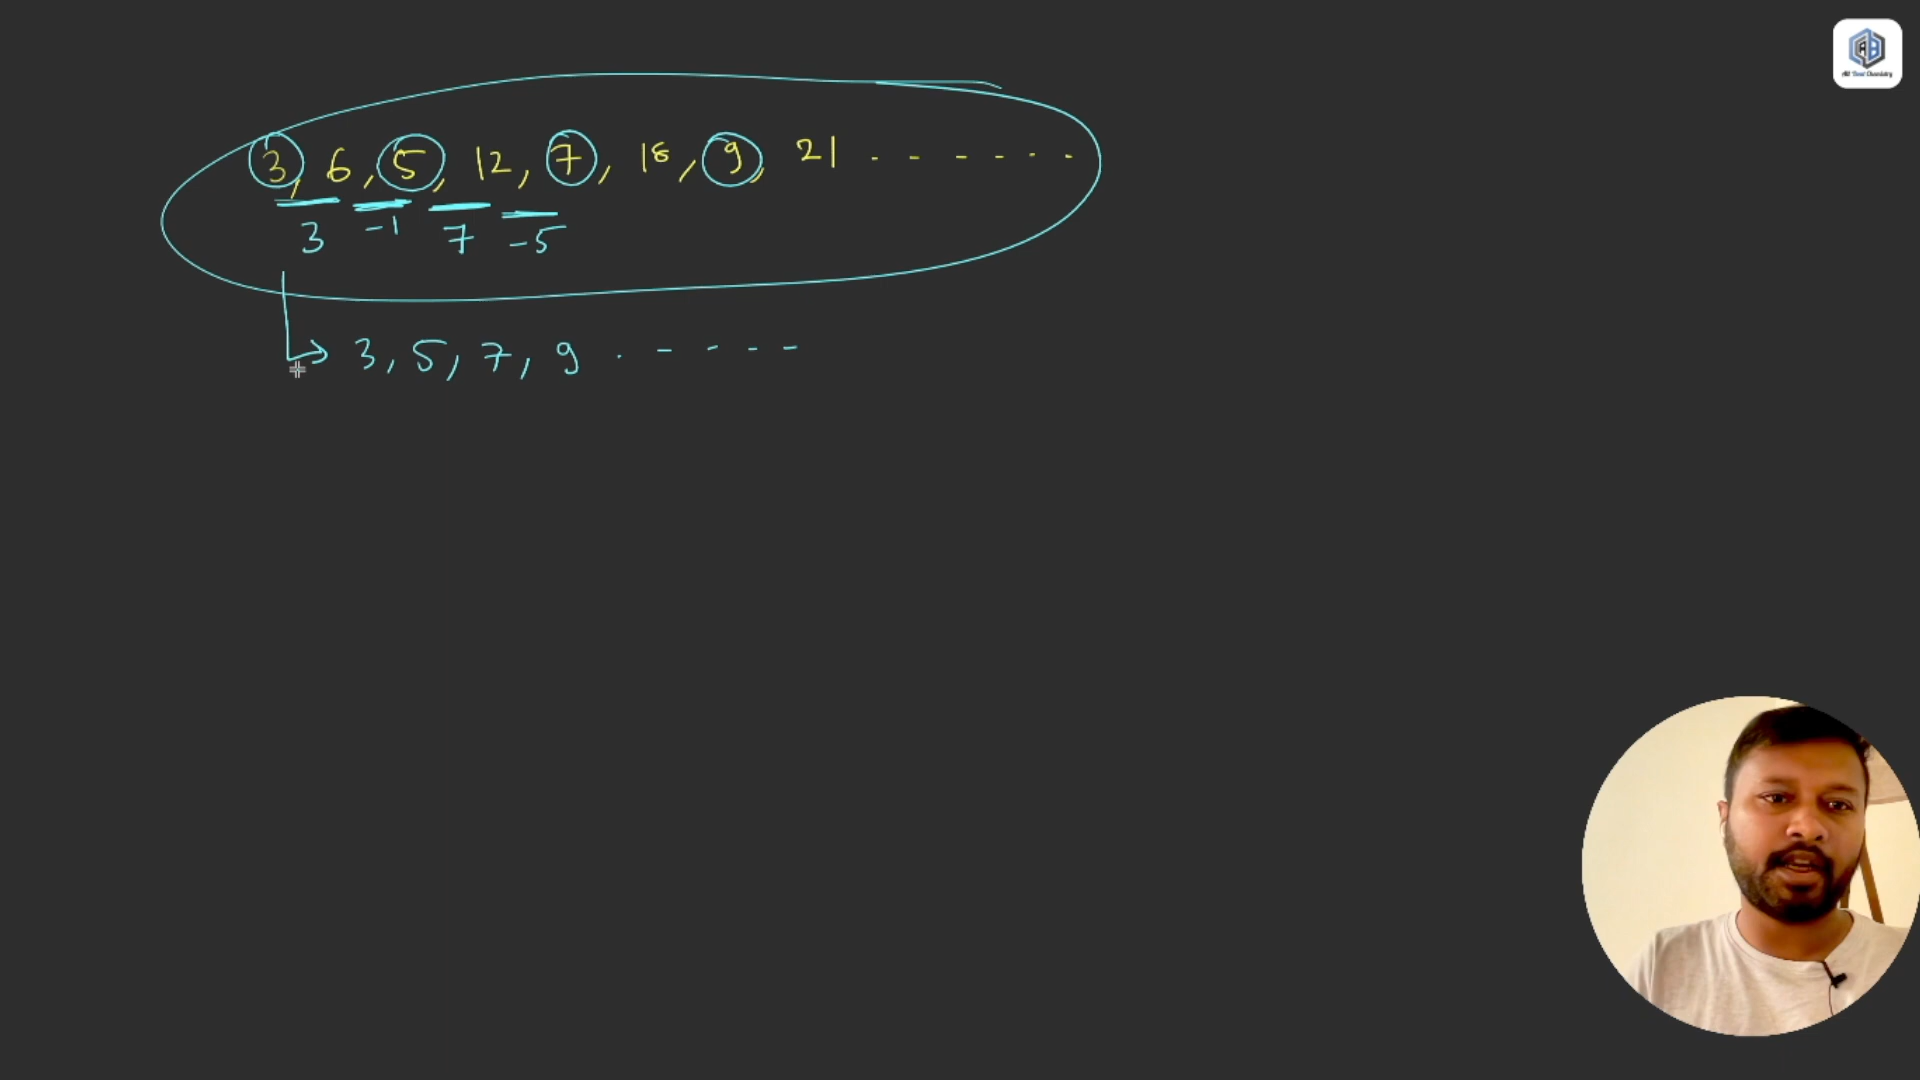 3, 6, 5, 12, 7, 18, 9, 21 . - - - - -
3 -1 7 -5
3, 5, 7, 9 . - - - -